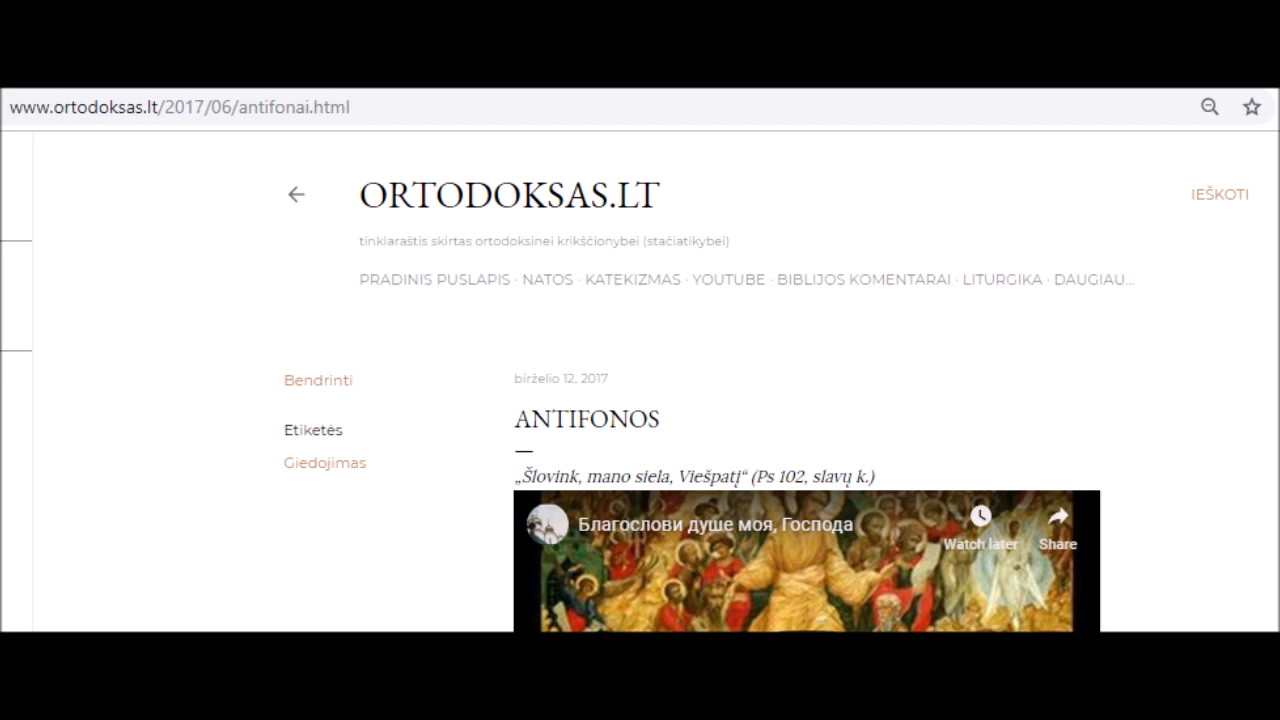 www.ortodoksas.lt/2017/06/antifonai.html
ORTODOKSAS.LT
IEŠKOTI
tinklaraštis skirtas ortodoksinei krikščionybei (stačiatikybei)
PRADINIS PUSLAPIS · NATOS · KATEKIZMAS · YOUTUBE · BIBLIJOS KOMENTARAI · LITURGIKA · DAUGIAU…
Bendrinti
birželio 12, 2017
ANTIFONOS
Etiketės
Giedojimas
„Šlovink, mano siela, Viešpatį“ (Ps 102, slavų k.)
Благослови душе моя, Господа
Watch later
Share